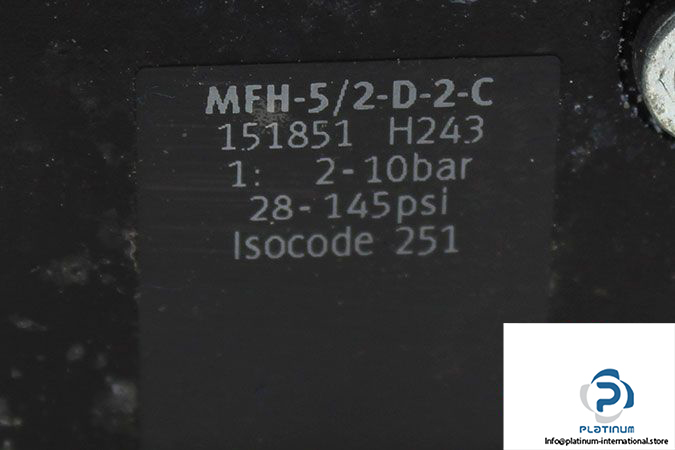 MFH-5/2-D-2-C
151851 H243
1: 2-10bar
28-145psi
Isocode 251
PLATINUM
Info@platinum-international.store